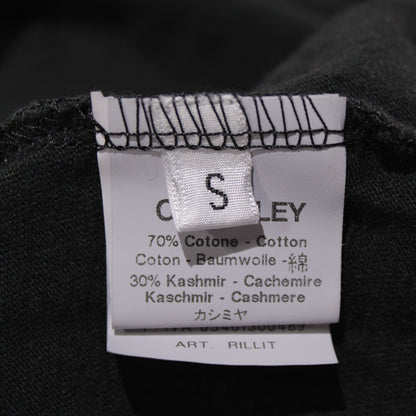 S
70% Cotone - Cotton
Coton - Baumwolle - 綿
30% Kashmir - Cachemire
Kaschmir - Cashmere
カシミヤ
ART. RILLIT